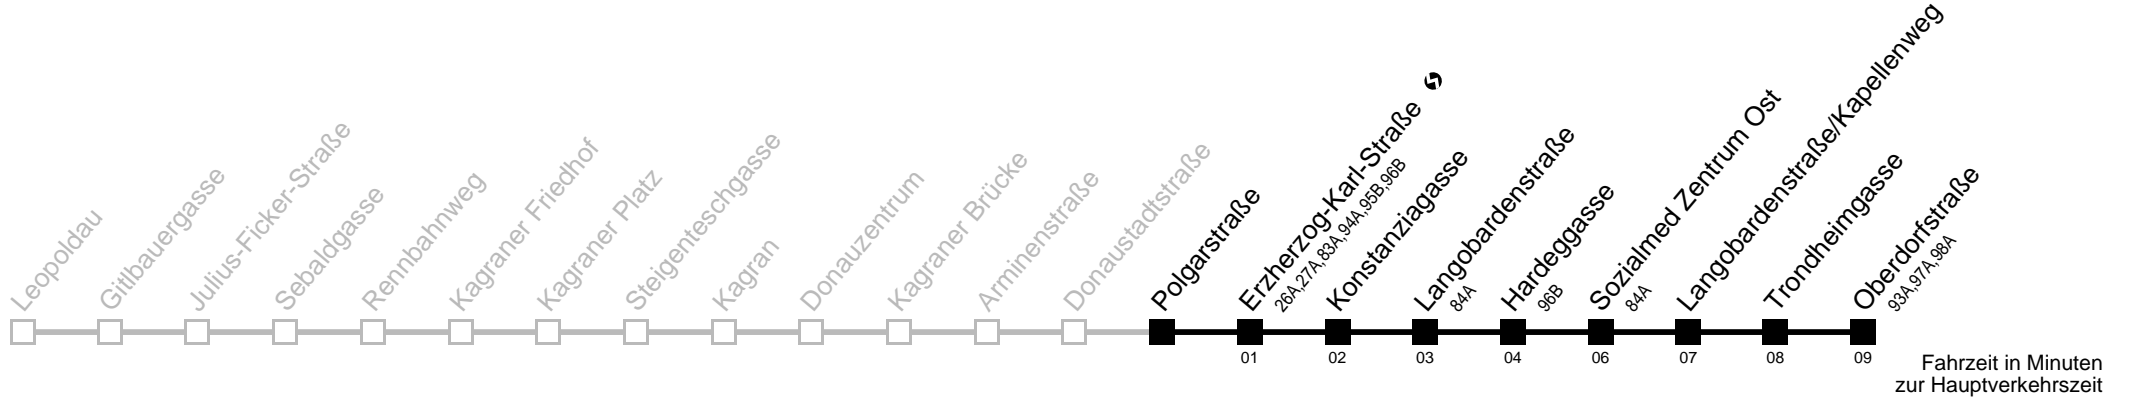 Leopoldau
Gitlbauergasse
Julius-Ficker-Straße
Sebaldgasse
Rennbahnweg
Kagraner Friedhof
Kagraner Platz
Steigenteschgasse
Kagran
Donauzentrum
Kagraner Brücke
Arminenstraße
Donaustadtstraße
Polgarstraße
Erzherzog-Karl-Straße
26A,27A,83A,94A,95B,96B
Konstanziagasse
Langobardenstraße
84A
Hardeggasse
96B
Sozialmed Zentrum Ost
84A
Langobardenstraße/Kapellenweg
Trondheimgasse
Oberdorfstraße
93A,97A,98A
01 02 03 04 06 07 08 09
Fahrzeit in Minuten
zur Hauptverkehrszeit